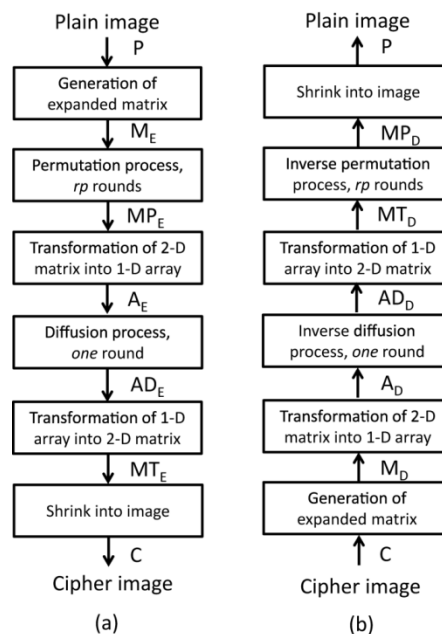 Plain image
P
Generation of
expanded matrix
M_E
Permutation process,
rp rounds
MP_E
Transformation of 2-D
matrix into 1-D array
A_E
Diffusion process,
one round
AD_E
Transformation of 1-D
array into 2-D matrix
MT_E
Shrink into image
C
Cipher image
(a)
Plain image
P
Shrink into image
MP_D
Inverse permutation
process, rp rounds
MT_D
Transformation of 1-D
array into 2-D matrix
AD_D
Inverse diffusion
process, one round
A_D
Transformation of 2-D
matrix into 1-D array
M_D
Generation of
expanded matrix
C
Cipher image
(b)